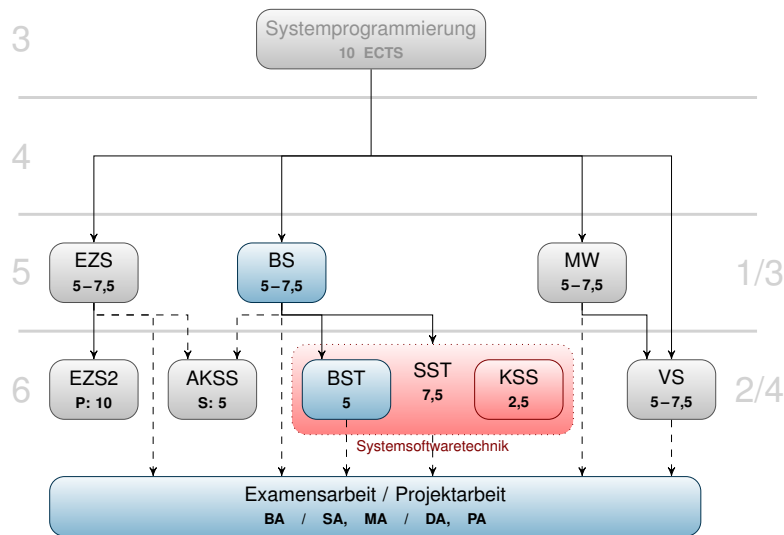 3
Systemprogrammierung
10 ECTS
4
5
EZS
5–7,5
BS
5–7,5
MW
5–7,5
1/3
6
EZS2
P: 10
AKSS
S: 5
BST
5
SST
7,5
KSS
2,5
VS
5–7,5
2/4
Systemsoftwaretechnik
Examensarbeit / Projektarbeit
BA / SA, MA / DA, PA